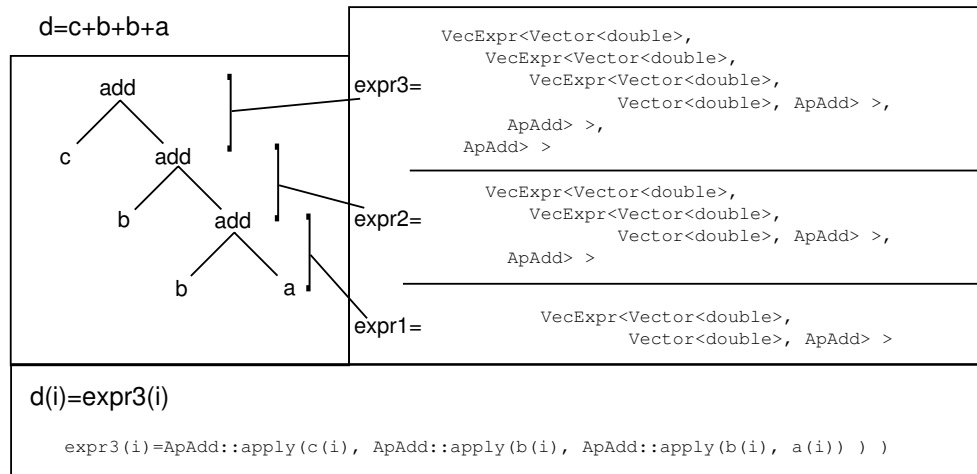 d=c+b+b+a
add
c
add
b
add
b
a
expr3=
VecExpr<Vector<double>,
VecExpr<Vector<double>,
VecExpr<Vector<double>,
Vector<double>, ApAdd> >,
ApAdd> >,
ApAdd> >
expr2=
VecExpr<Vector<double>,
VecExpr<Vector<double>,
Vector<double>, ApAdd> >,
ApAdd> >
expr1=
VecExpr<Vector<double>,
Vector<double>, ApAdd> >
d(i)=expr3(i)
expr3(i)=ApAdd::apply(c(i), ApAdd::apply(b(i), ApAdd::apply(b(i), a(i)) ) )